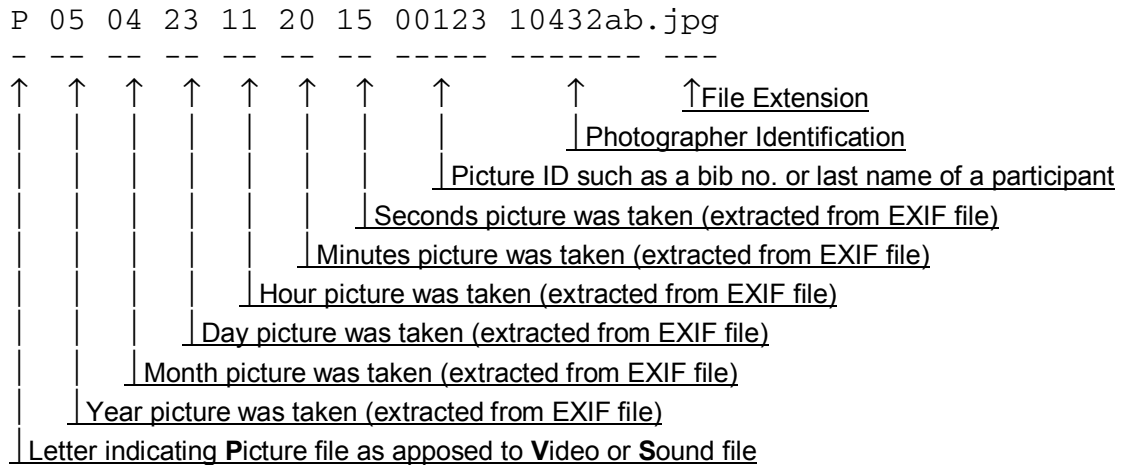 P 05 04 23 11 20 15 00123 10432ab.jpg
- -- -- -- -- -- -- ----- ------- ---
↑ ↑ ↑ ↑ ↑ ↑ ↑ ↑ ↑ ↑File Extension
| | | | | | | | |Photographer Identification
| | | | | | | |Picture ID such as a bib no. or last name of a participant
| | | | | | |Seconds picture was taken (extracted from EXIF file)
| | | | | |Minutes picture was taken (extracted from EXIF file)
| | | | |Hour picture was taken (extracted from EXIF file)
| | | |Day picture was taken (extracted from EXIF file)
| | |Month picture was taken (extracted from EXIF file)
| |Year picture was taken (extracted from EXIF file)
|Letter indicating Picture file as apposed to Video or Sound file